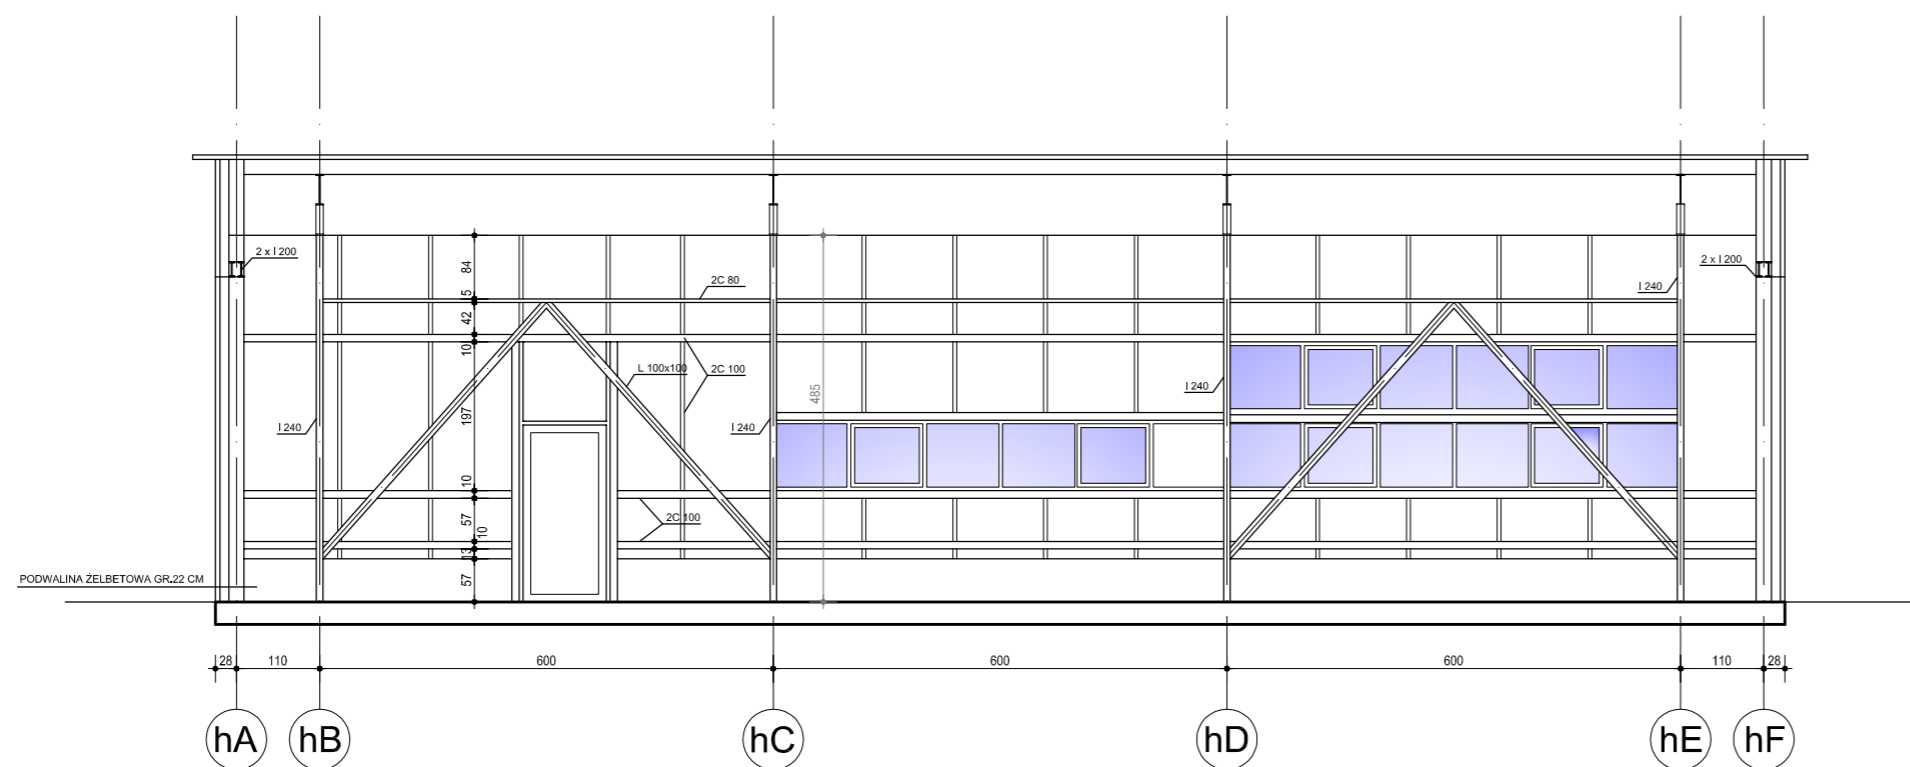 2 x I 200
84
2C 80
2 x I 200
5
I 240
42
10
L 100x100
2C 100
I 240
485
197
I 240
I 240
10
57
10
2C 100
13
PODWALINA ŻELBETOWA GR.22 CM
57
28 110 600 600 600 110 28
hA hB hC hD hE hF